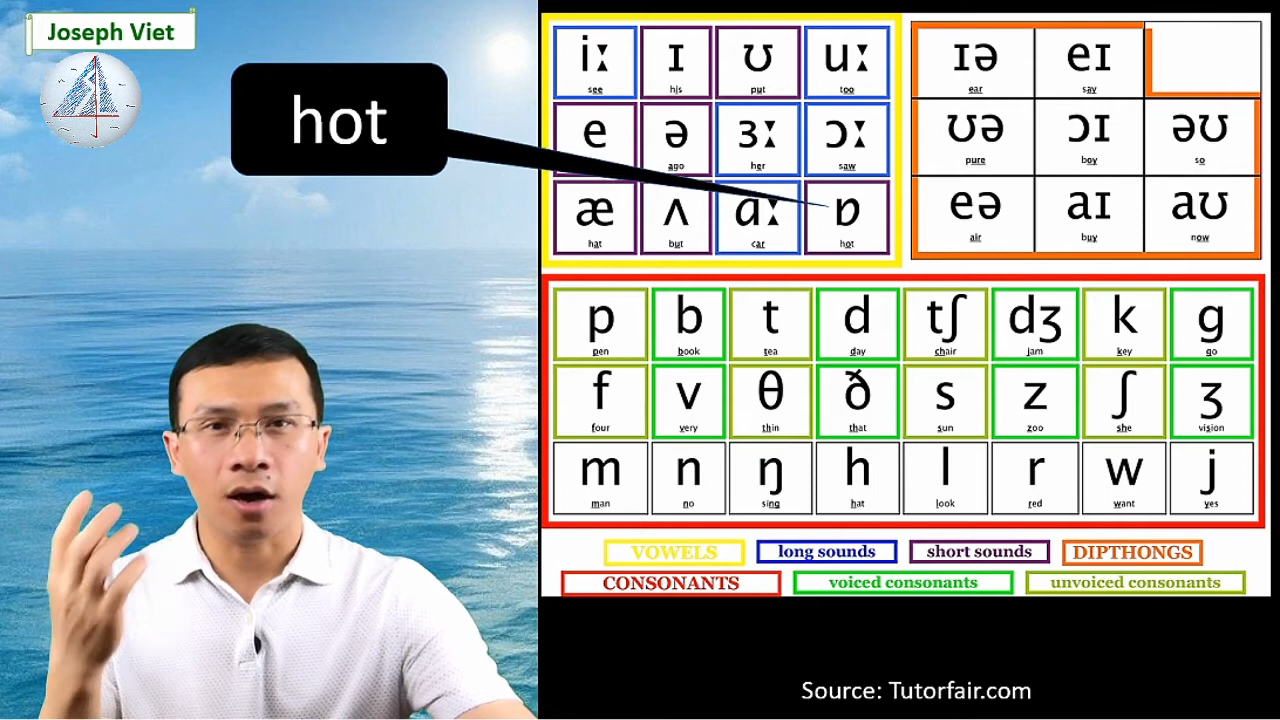 Joseph Viet
hot
iː ɪ ʊ uː
see his put too
e ə ɜː ɔː
ago her saw
æ ʌ ɑː ɒ
hat but car hot
ɪə eɪ
ear say
ʊə ɔɪ əʊ
pure boy so
eə aɪ aʊ
air buy now
p b t d tʃ dʒ k g
pen book tea day chair jam key go
f v θ ð s z ʃ ʒ
four very thin that sun zoo she vision
m n ŋ h l r w j
man no sing hat look red want yes
VOWELS long sounds short sounds DIPTHONGS
CONSONANTS voiced consonants unvoiced consonants
Source: Tutorfair.com